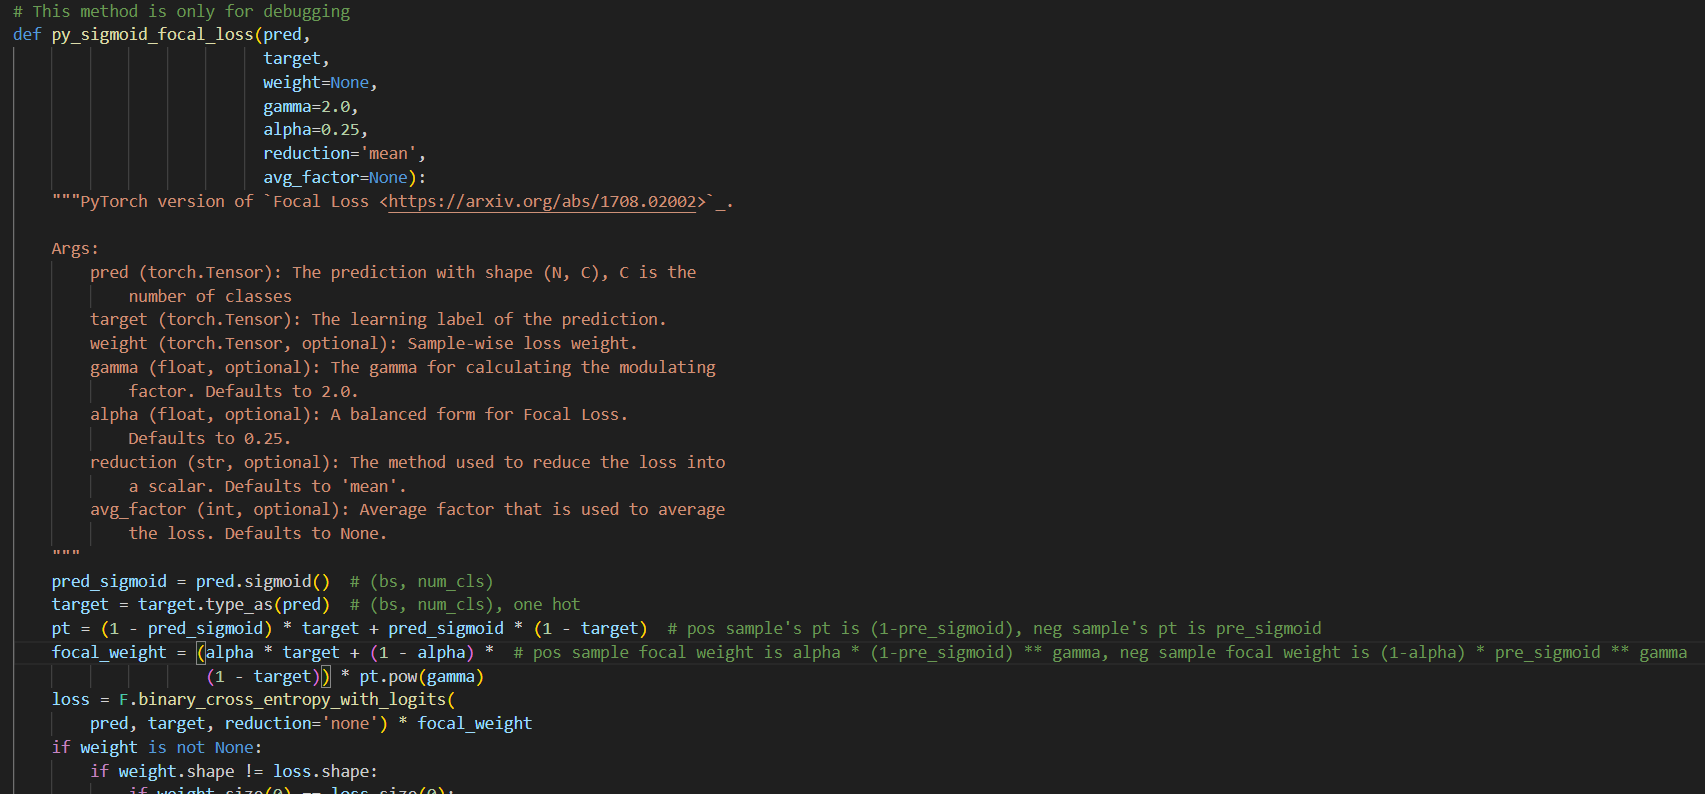 # This method is only for debugging
def py_sigmoid_focal_loss(pred,
target,
weight=None,
gamma=2.0,
alpha=0.25,
reduction='mean',
avg_factor=None):
"""PyTorch version of `Focal Loss <https://arxiv.org/abs/1708.02002>`_.
Args:
pred (torch.Tensor): The prediction with shape (N, C), C is the
number of classes
target (torch.Tensor): The learning label of the prediction.
weight (torch.Tensor, optional): Sample-wise loss weight.
gamma (float, optional): The gamma for calculating the modulating
factor. Defaults to 2.0.
alpha (float, optional): A balanced form for Focal Loss.
Defaults to 0.25.
reduction (str, optional): The method used to reduce the loss into
a scalar. Defaults to 'mean'.
avg_factor (int, optional): Average factor that is used to average
the loss. Defaults to None.
"""
pred_sigmoid = pred.sigmoid()  # (bs, num_cls)
target = target.type_as(pred)  # (bs, num_cls), one hot
pt = (1 - pred_sigmoid) * target + pred_sigmoid * (1 - target)  # pos sample's pt is (1-pre_sigmoid), neg sample's pt is pre_sigmoid
focal_weight = (alpha * target + (1 - alpha) *  # pos sample focal weight is alpha * (1-pre_sigmoid) ** gamma, neg sample focal weight is (1-alpha) * pre_sigmoid ** gamma
(1 - target)) * pt.pow(gamma)
loss = F.binary_cross_entropy_with_logits(
pred, target, reduction='none') * focal_weight
if weight is not None:
if weight.shape != loss.shape:
if weight.size(0) == loss.size(0):